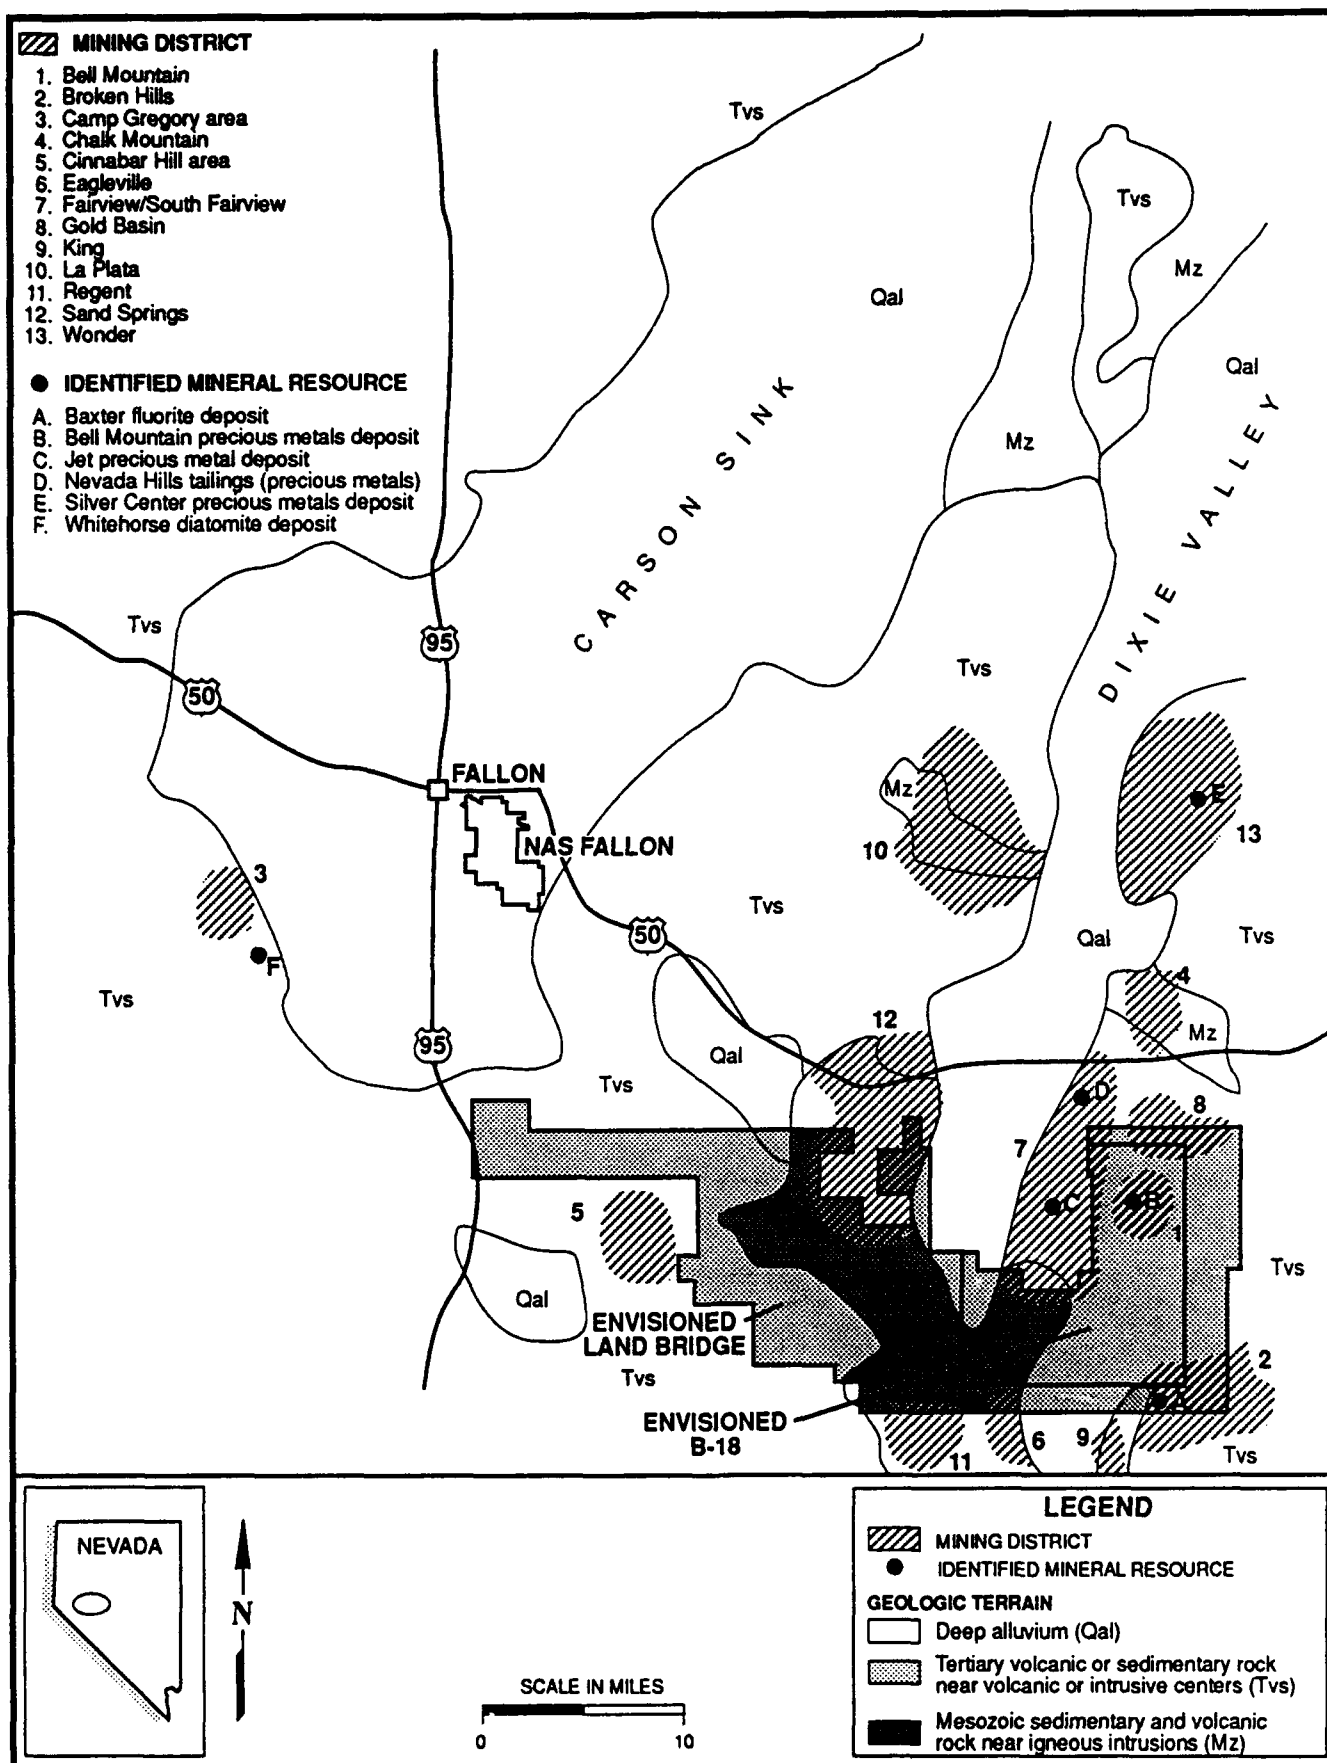 MINING DISTRICT
1. Bell Mountain
2. Broken Hills
3. Camp Gregory area
4. Chalk Mountain
5. Cinnabar Hill area
6. Eagleville
7. Fairview/South Fairview
8. Gold Basin
9. King
10. La Plata
11. Regent
12. Sand Springs
13. Wonder
IDENTIFIED MINERAL RESOURCE
A. Baxter fluorite deposit
B. Bell Mountain precious metals deposit
C. Jet precious metal deposit
D. Nevada Hills tailings (precious metals)
E. Silver Center precious metals deposit
F. Whitehorse diatomite deposit
Tvs
Tvs
Mz
Qal
Qal
Mz
CARSON SINK
DIXIE VALLEY
Tvs
95
50
Tvs
FALLON
NAS FALLON
Mz
10
E
13
3
F
Tvs
Tvs
50
Qal
Tvs
4
Mz
12
95
Qal
Tvs
D
8
7
C
B
1
5
Qal
Tvs
ENVISIONED
LAND BRIDGE
Tvs
2
A
ENVISIONED
B-18
11
6
9
Tvs
NEVADA
N
SCALE IN MILES
0
10
LEGEND
MINING DISTRICT
IDENTIFIED MINERAL RESOURCE
GEOLOGIC TERRAIN
Deep alluvium (Qal)
Tertiary volcanic or sedimentary rock
near volcanic or intrusive centers (Tvs)
Mesozoic sedimentary and volcanic
rock near igneous intrusions (Mz)